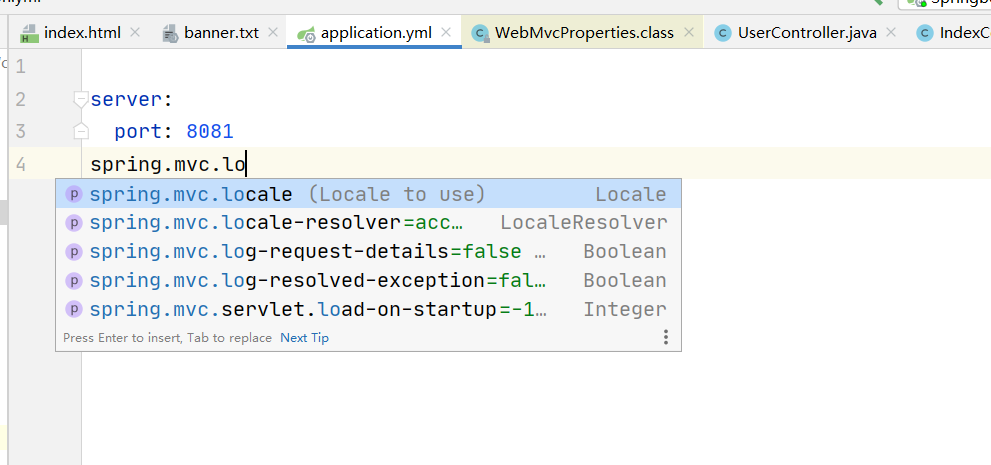 index.html banner.txt application.yml WebMvcProperties.class UserController.java IndexC
1
2 server:
3 port: 8081
4 spring.mvc.lo
spring.mvc.locale (Locale to use) Locale
spring.mvc.locale-resolver=acc… LocaleResolver
spring.mvc.log-request-details=false … Boolean
spring.mvc.log-resolved-exception=fal… Boolean
spring.mvc.servlet.load-on-startup=-1… Integer
Press Enter to insert, Tab to replace Next Tip